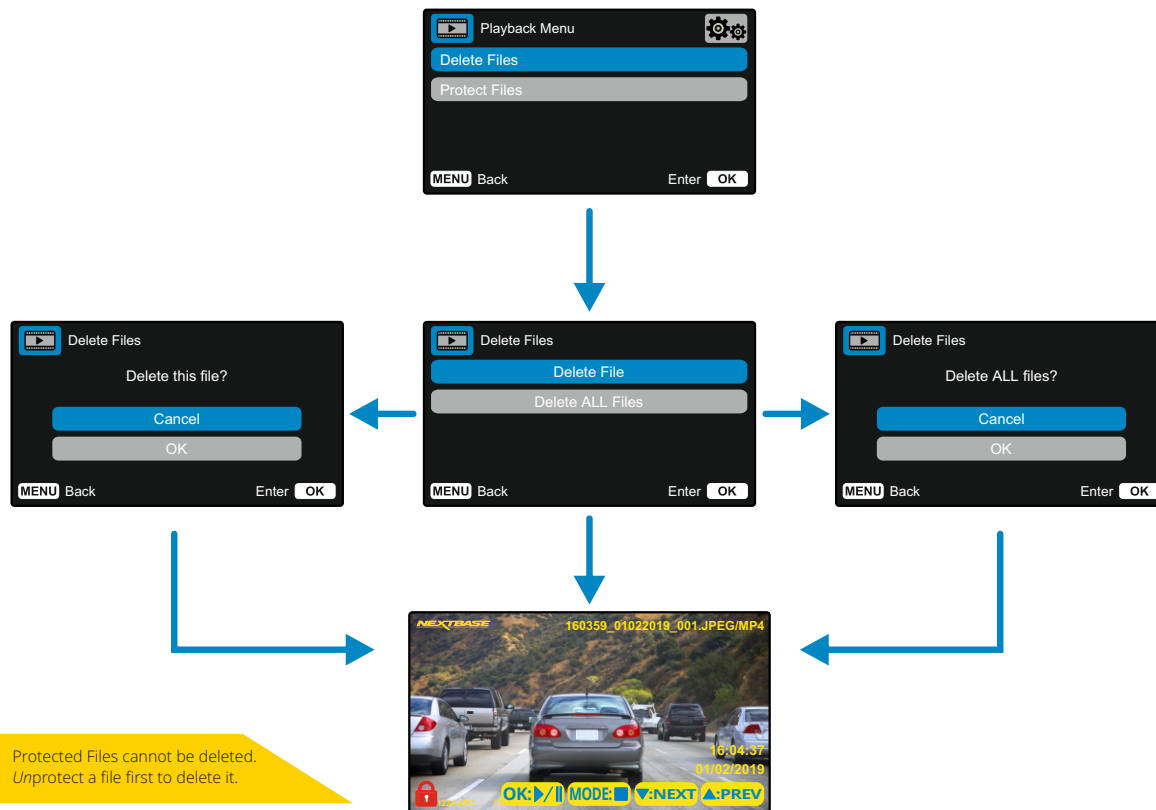 Playback Menu
Delete Files
Protect Files
MENU Back Enter OK
Delete Files
Delete this file?
Cancel
OK
MENU Back Enter OK
Delete Files
Delete File
Delete ALL Files
MENU Back Enter OK
Delete Files
Delete ALL files?
Cancel
OK
MENU Back Enter OK
NEXTBASE 160359_01022019_001.JPEG/MP4
16:04:37
01/02/2019
OK:▶/|| MODE:■ ▼:NEXT ▲:PREV
Protected Files cannot be deleted.
Unprotect a file first to delete it.